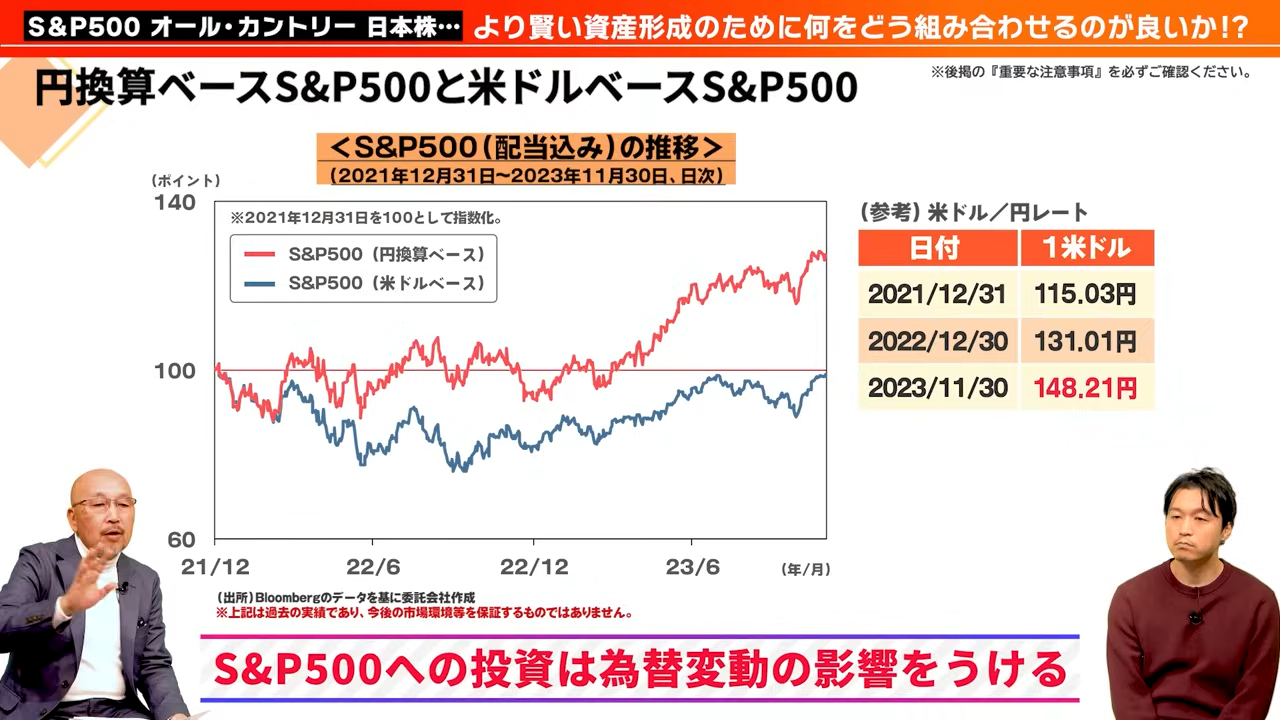 S&P500 オール・カントリー 日本株… より賢い資産形成のために何をどう組み合わせるのが良いか!?
円換算ベースS&P500と米ドルベースS&P500
※後掲の『重要な注意事項』を必ずご確認ください。
＜S&P500（配当込み）の推移＞
（2021年12月31日～2023年11月30日、日次）
（ポイント）
140
100
60
※2021年12月31日を100として指数化。
S&P500（円換算ベース）
S&P500（米ドルベース）
21/12 22/6 22/12 23/6 （年/月）
（参考）米ドル／円レート
日付 1米ドル
2021/12/31 115.03円
2022/12/30 131.01円
2023/11/30 148.21円
（出所）Bloombergのデータを基に委託会社作成
※上記は過去の実績であり、今後の市場環境等を保証するものではありません。
S&P500への投資は為替変動の影響をうける